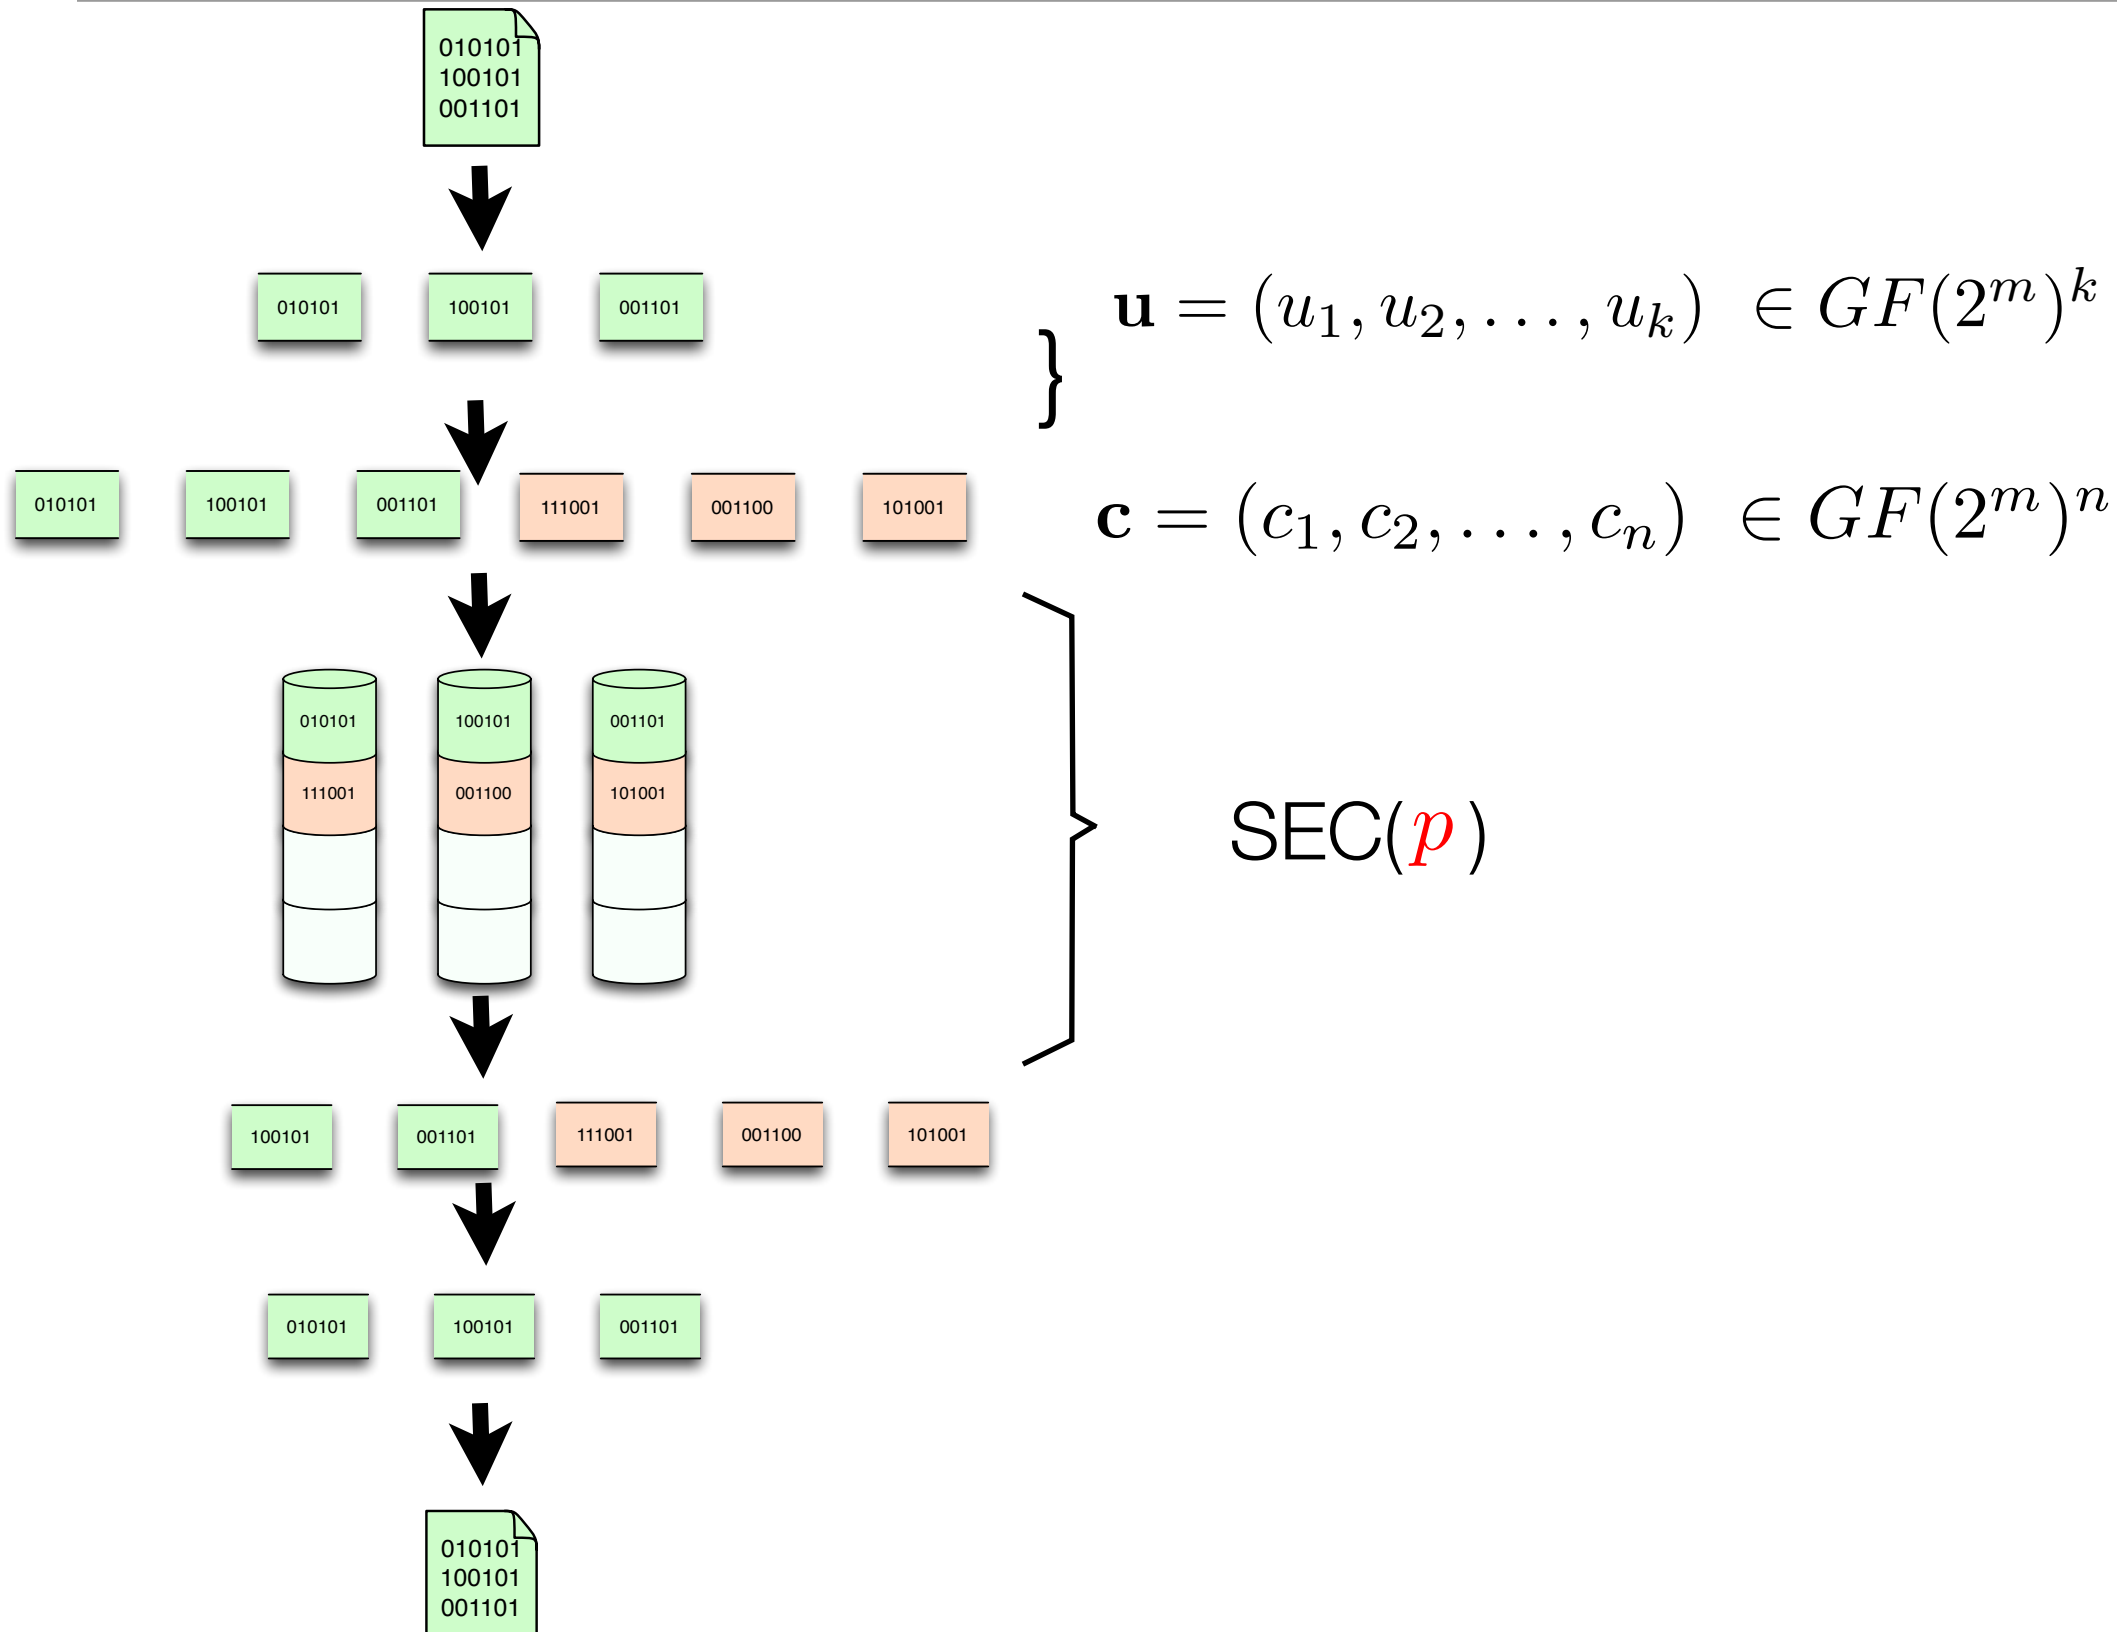 010101
100101
001101
010101 100101 001101
} u = (u₁, u₂, . . . , uₖ) ∈ GF(2ᵐ)ᵏ
010101 100101 001101 111001 001100 101001
c = (c₁, c₂, . . . , cₙ) ∈ GF(2ᵐ)ⁿ
010101 100101 001101
111001 001100 101001
SEC(p)
100101 001101 111001 001100 101001
010101 100101 001101
010101
100101
001101